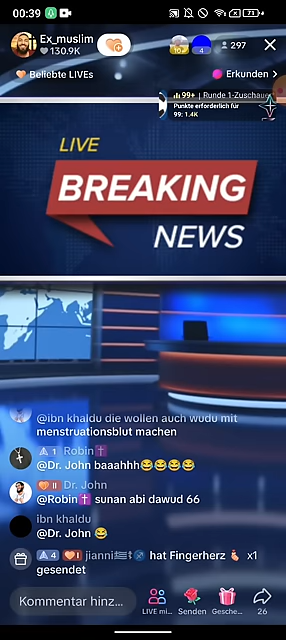 00:39
71
Ex_muslim
130.9K
297
Beliebte LIVEs
Erkunden >
99+ | Runde 1-Zuschaue
Punkte erforderlich für
99: 1.4K
LIVE
BREAKING
NEWS
@ibn khaldu die wollen auch wudu mit
menstruationsblut machen
1 Robin
@Dr. John baaahhh😂😂😂😂
II Dr. John
@Robin✝️ sunan abi dawud 66
ibn khaldu
@Dr. John 😂
4 I jianni hat Fingerherz x1
gesendet
Kommentar hinz...
LIVE mi...
Senden
Gesche...
26